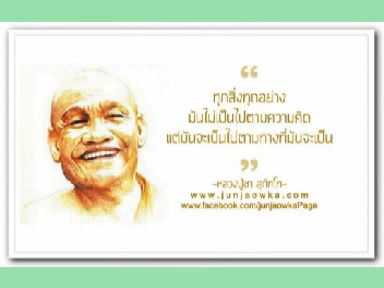 “
ทุกสิ่งทุกอย่าง
มันไม่เป็นไปตามความคิด
แต่มันจะเป็นไปตามทางที่มันจะเป็น
”
-หลวงปู่ชา สุภัทโท-
www.junjaowka.com
www.facebook.com/junjaowkaPage